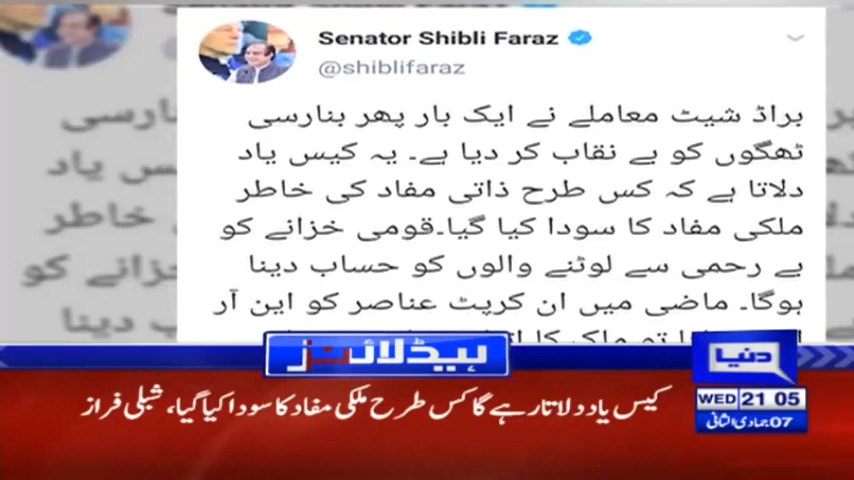 Senator Shibli Faraz
@shiblifaraz
براڈ شیٹ معاملے نے ایک بار پھر بنارسی
ٹھگوں کو بے نقاب کر دیا ہے۔ یہ کیس یاد
دلاتا ہے کہ کس طرح ذاتی مفاد کی خاطر
ملکی مفاد کا سودا کیا گیا۔قومی خزانے کو
بے رحمی سے لوٹنے والوں کو حساب دینا
ہوگا۔ ماضی میں ان کرپٹ عناصر کو این آر
ہیڈلائنز
دنیا
کیس یاد دلاتا رہے گا کس طرح ملکی مفاد کا سودا کیا گیا، شبلی فراز
WED 21 05
07 جمادی الثانی